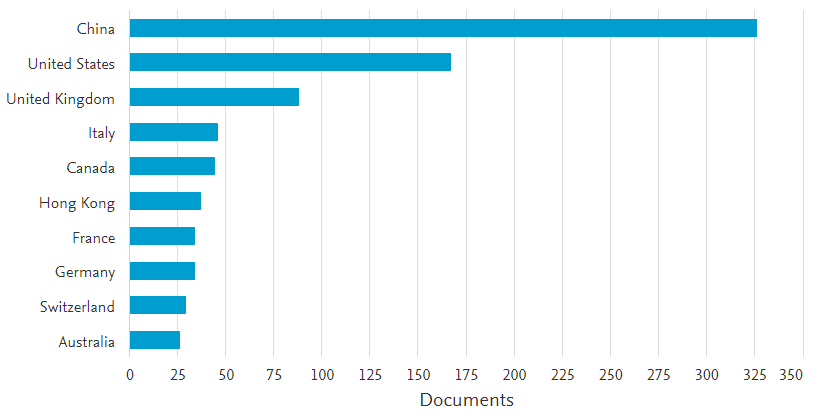 China
United States
United Kingdom
Italy
Canada
Hong Kong
France
Germany
Switzerland
Australia
0 25 50 75 100 125 150 175 200 225 250 275 300 325 350
Documents